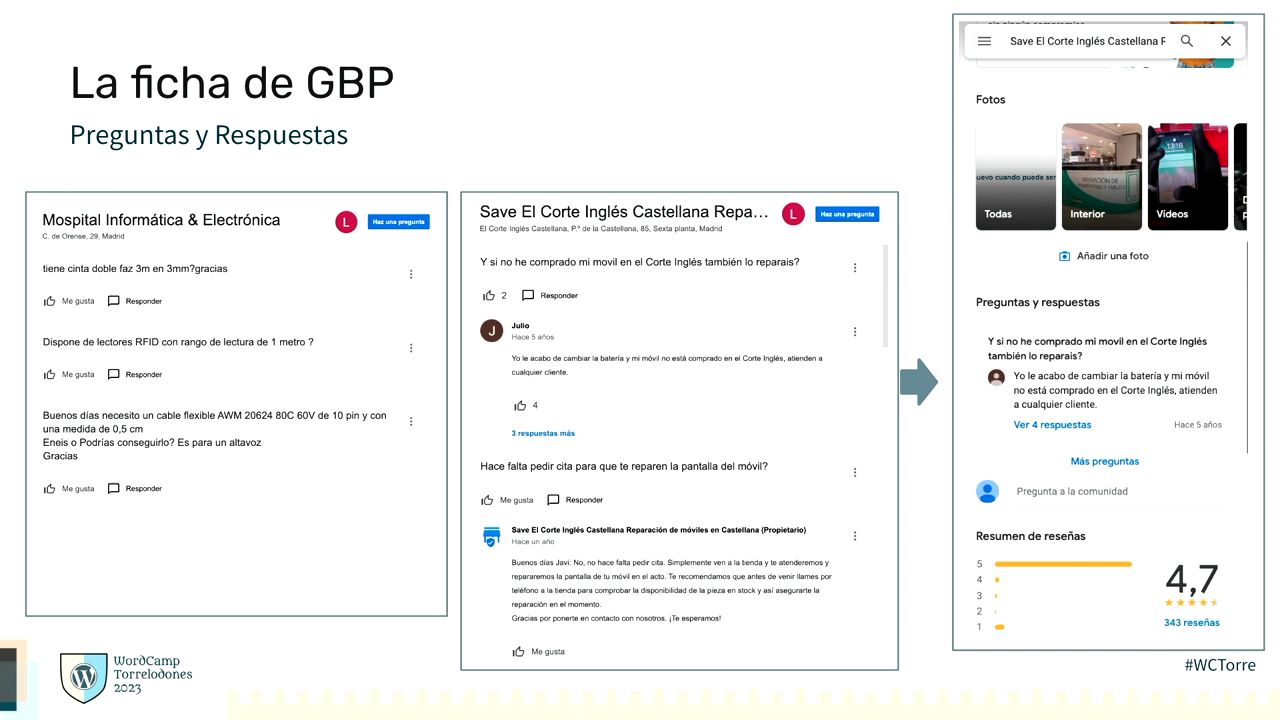 La ficha de GBP
Preguntas y Respuestas
Mospital Informática & Electrónica
C. de Orense, 29, Madrid
L
Haz una pregunta
tiene cinta doble faz 3m en 3mm?gracias
Me gusta
Responder
Dispone de lectores RFID con rango de lectura de 1 metro ?
Me gusta
Responder
Buenos días necesito un cable flexible AWM 20624 80C 60V de 10 pin y con
una medida de 0,5 cm
Eneis o Podrías conseguirlo? Es para un altavoz
Gracias
Me gusta
Responder
Save El Corte Inglés Castellana Repa...
El Corte Inglés Castellana, P.º de la Castellana, 85, Sexta planta, Madrid
L
Haz una pregunta
Y si no he comprado mi movil en el Corte Inglés también lo reparais?
2
Responder
J
Julio
Hace 5 años
Yo le acabo de cambiar la batería y mi móvil no está comprado en el Corte Inglés, atienden a
cualquier cliente.
4
3 respuestas más
Hace falta pedir cita para que te reparen la pantalla del móvil?
Me gusta
Responder
Save El Corte Inglés Castellana Reparación de móviles en Castellana (Propietario)
Hace un año
Buenos días Javi: No, no hace falta pedir cita. Simplemente ven a la tienda y te atenderemos y
repararemos la pantalla de tu móvil en el acto. Te recomendamos que antes de venir llames por
teléfono a la tienda para comprobar la disponibilidad de la pieza en stock y así asegurarte la
reparación en el momento.
Gracias por ponerte en contacto con nosotros. ¡Te esperamos!
Me gusta
Save El Corte Inglés Castellana R
Fotos
uevo cuando puede ser
Todas
Interior
13:18
Vídeos
Añadir una foto
Preguntas y respuestas
Y si no he comprado mi movil en el Corte Inglés
también lo reparais?
Yo le acabo de cambiar la batería y mi móvil
no está comprado en el Corte Inglés, atienden
a cualquier cliente.
Ver 4 respuestas
Hace 5 años
Más preguntas
Pregunta a la comunidad
Resumen de reseñas
5
4
3
2
1
4,7
343 reseñas
WordCamp
Torrelodones
2023
#WCTorre